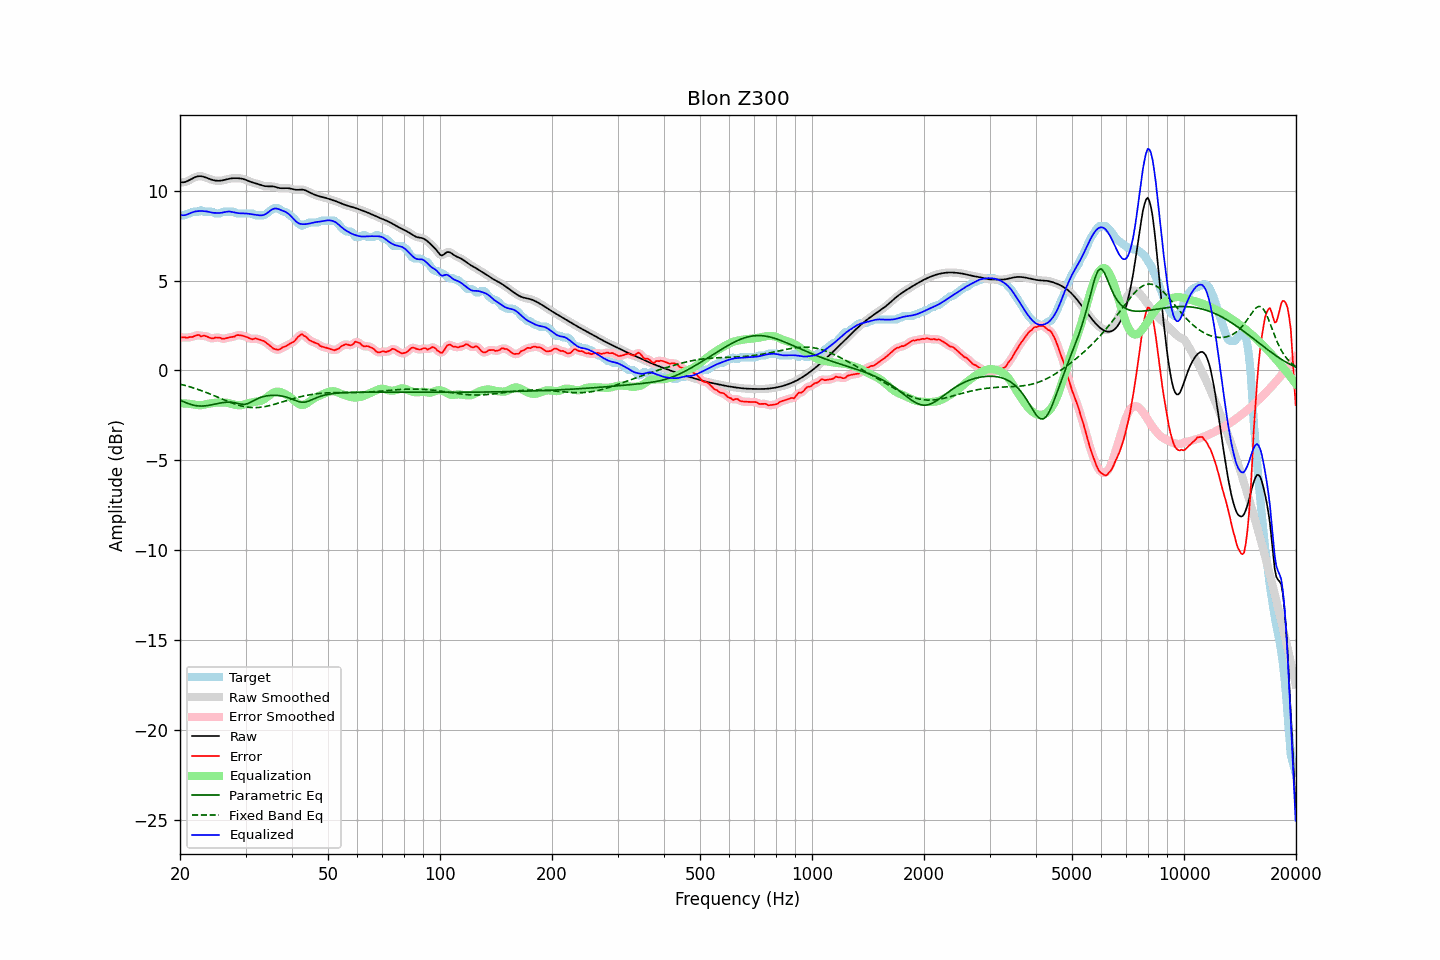 Blon Z300
Amplitude (dBr)
10
5
0
−5
−10
−15
−20
−25
Target
Raw Smoothed
Error Smoothed
Raw
Error
Equalization
Parametric Eq
Fixed Band Eq
Equalized
20 50 100 200 500 1000 2000 5000 10000 20000
Frequency (Hz)